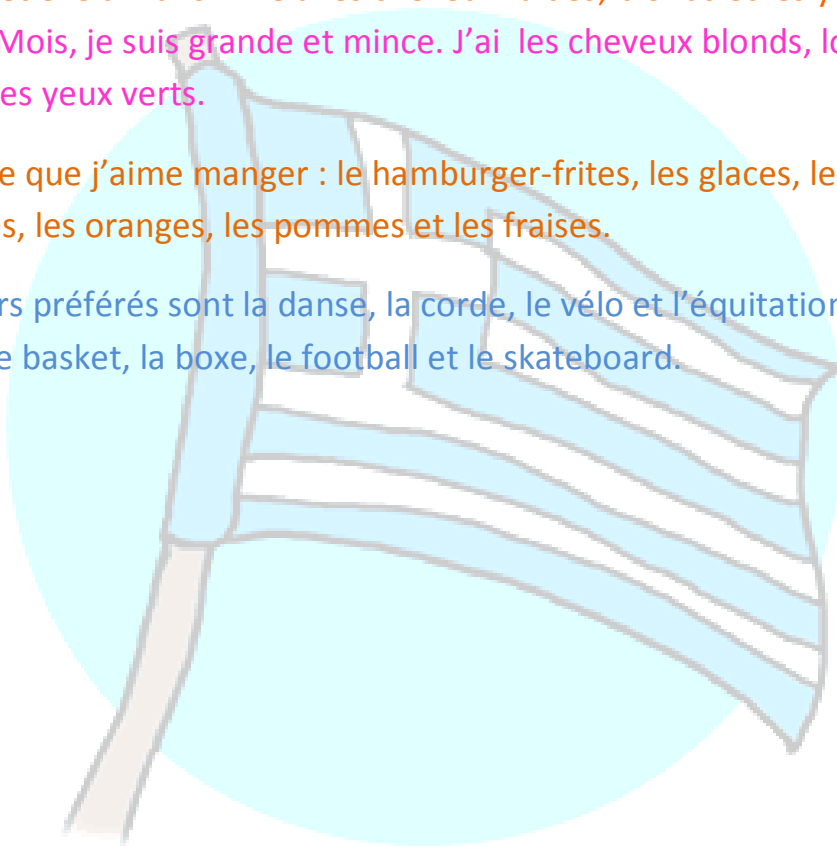 Mois, je suis grande et mince. J'ai les cheveux blonds, lo
es yeux verts.
e que j'aime manger : le hamburger-frites, les glaces, le
s, les oranges, les pommes et les fraises.
rs préférés sont la danse, la corde, le vélo et l'équitation
e basket, la boxe, le football et le skateboard.